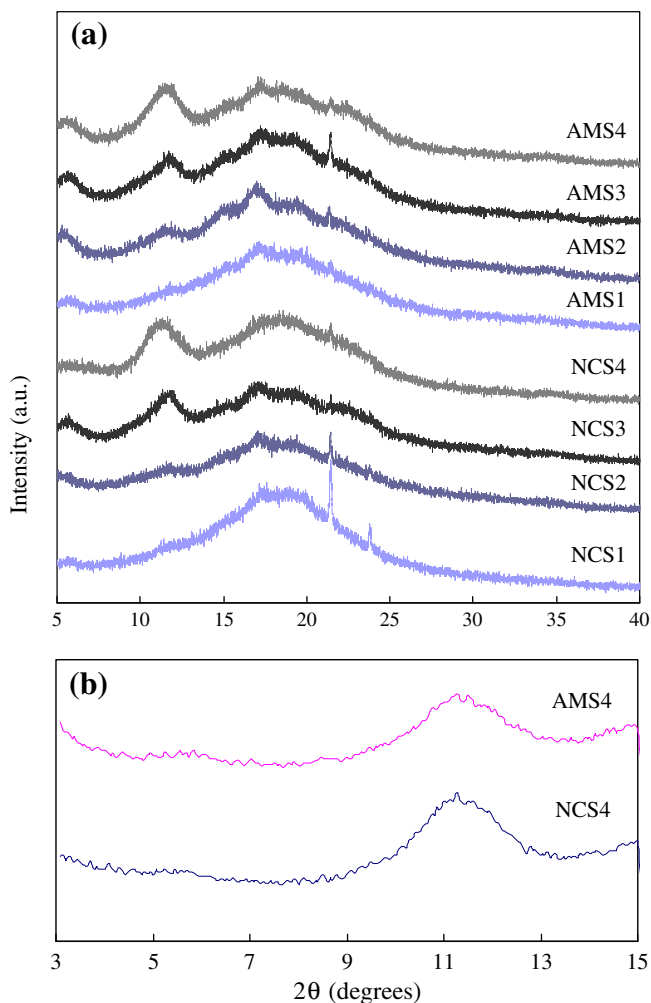 (a)
AMS4
AMS3
AMS2
AMS1
NCS4
NCS3
NCS2
NCS1
Intensity (a.u.)
5 10 15 20 25 30 35 40
(b)
AMS4
NCS4
3 5 7 9 11 13 15
2θ (degrees)